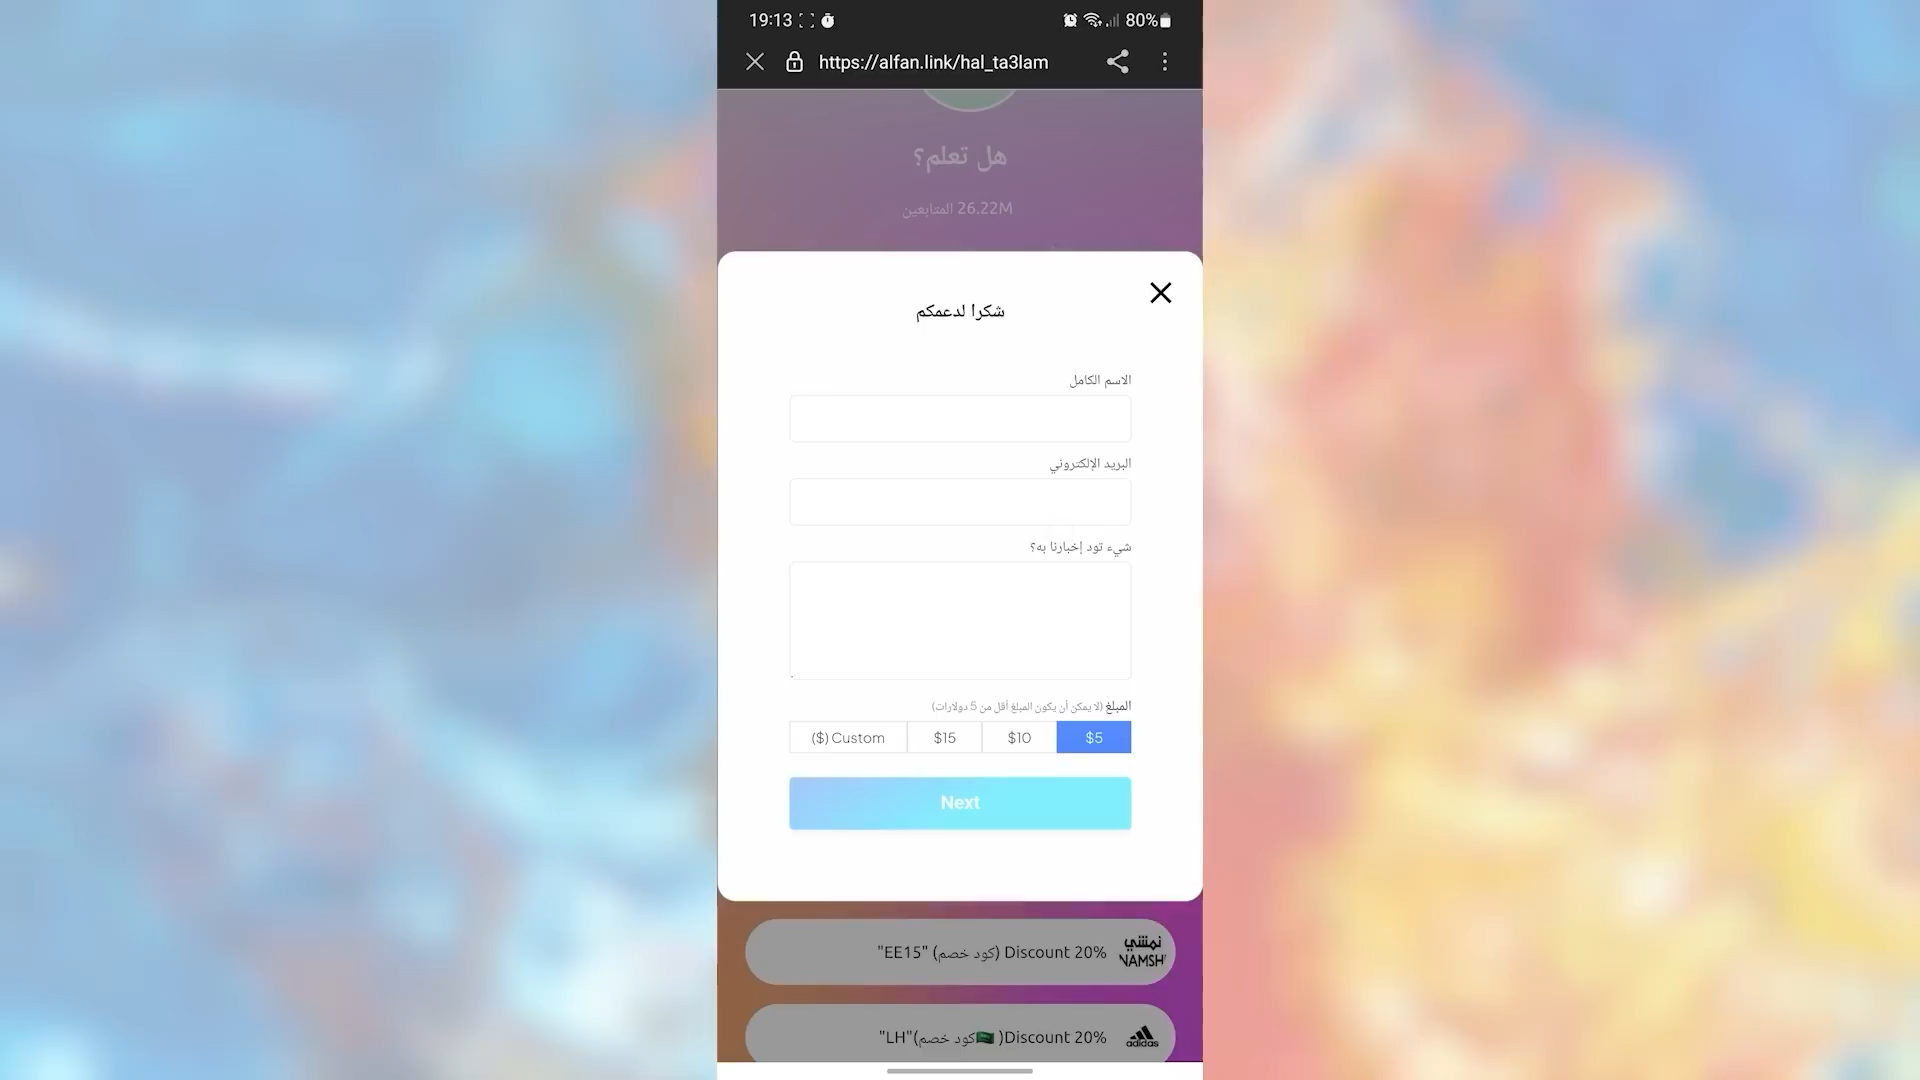 19:13
80%
https://alfan.link/hal_ta3lam
هل تعلم؟
26.22M المتابعين
شكرا لدعمكم
الاسم الكامل
البريد الإلكتروني
شيء تود إخبارنا به؟
المبلغ (لا يمكن أن يكون المبلغ أقل من 5 دولارات)
($) Custom
$15
$10
$5
Next
"EE15" (كود خصم) Discount 20%
نمشي
NAMSHI
"LH"(كود خصم🇸🇦 )Discount 20%
adidas